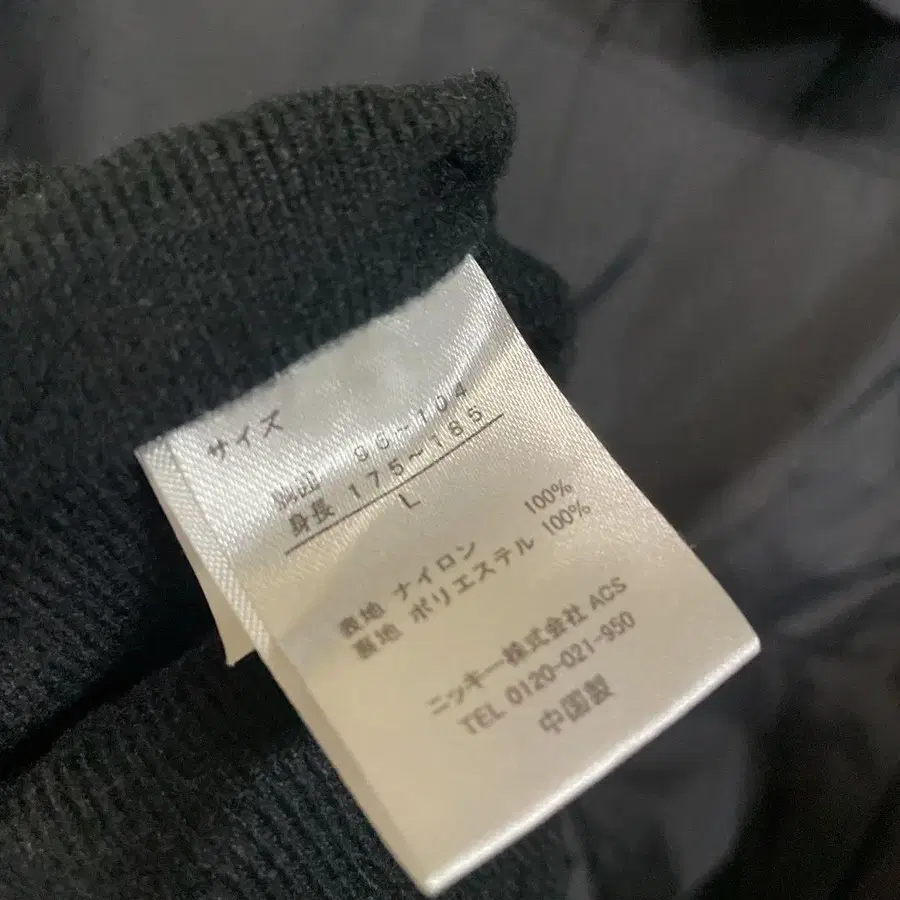 サイズ
胸囲 96~104
身長 175~185
L
表地 ナイロン 100%
裏地 ポリエステル 100%
ニッキー株式会社 ACS
TEL 0120-021-950
中国製